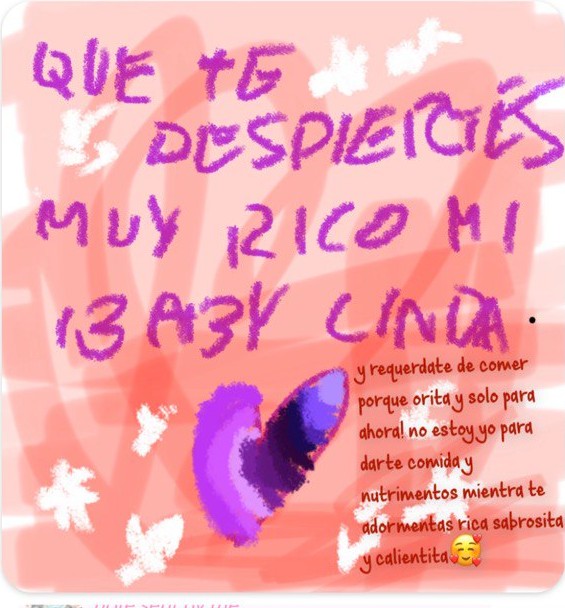 QUE TE
DESPIERTES
MUY RICO MI
BABY LINDA.
y requerdate de comer
porque orita y solo para
ahora! no estoy yo para
darte comida y
nutrimentos mientra te
adormentas rica sabrosita
y calientita🥰